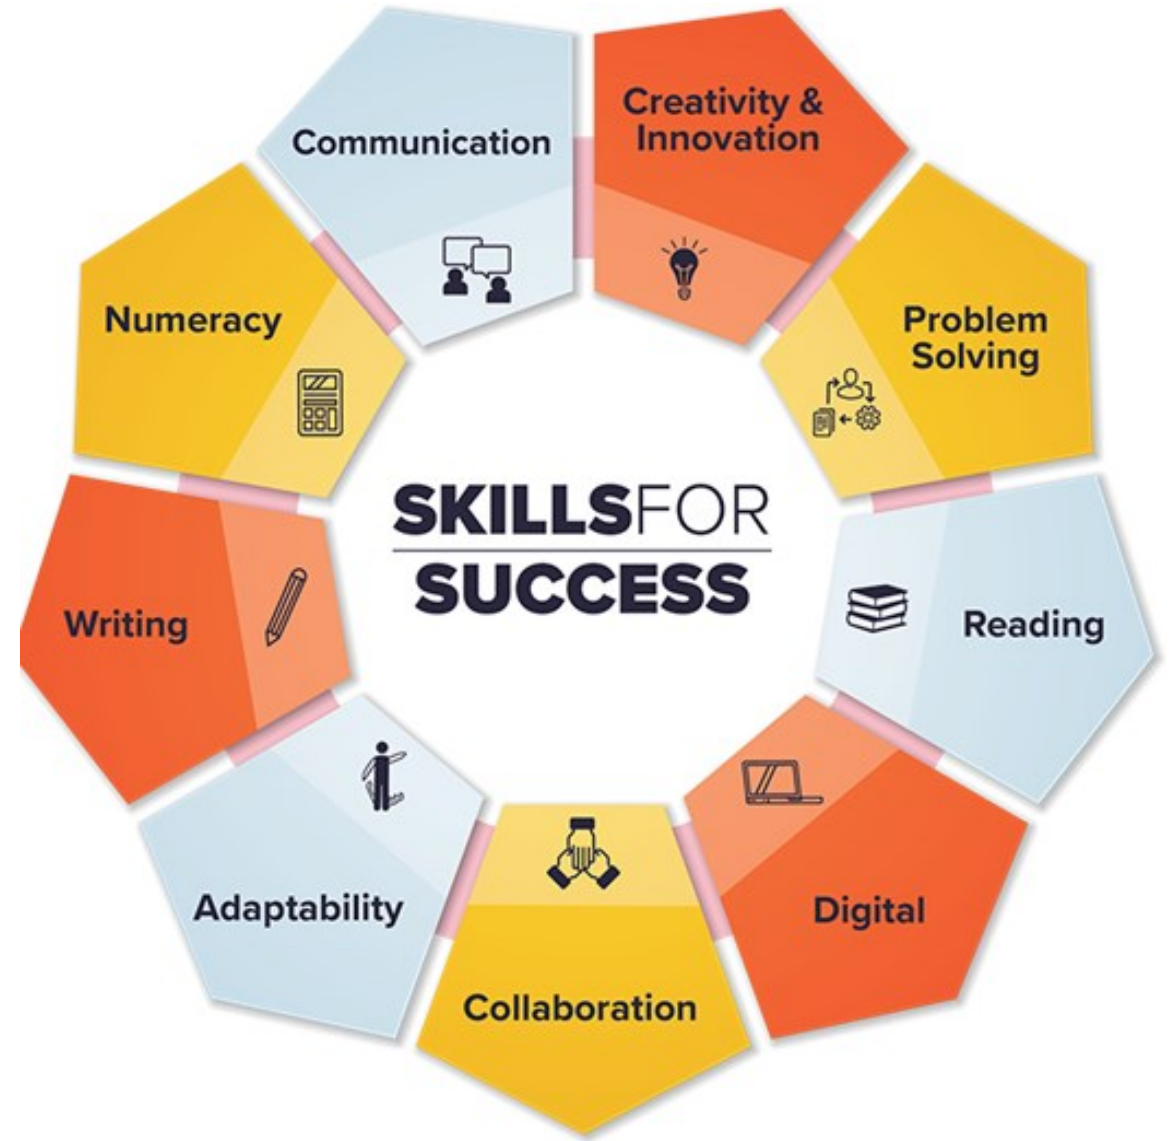 Communication
Creativity &
Innovation
Problem
Solving
Reading
Digital
Collaboration
Adaptability
Writing
Numeracy
SKILLSFOR
SUCCESS